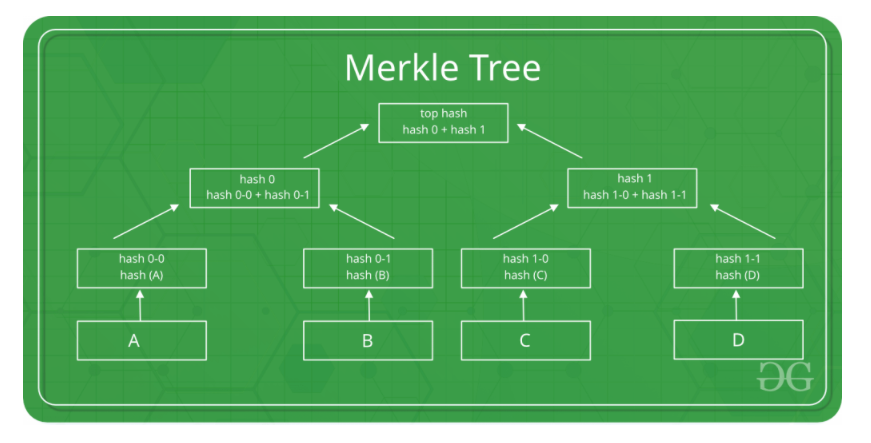 Merkle Tree
top hash
hash 0 + hash 1
hash 0
hash 0-0 + hash 0-1
hash 1
hash 1-0 + hash 1-1
hash 0-0
hash (A)
hash 0-1
hash (B)
hash 1-0
hash (C)
hash 1-1
hash (D)
A
B
C
D